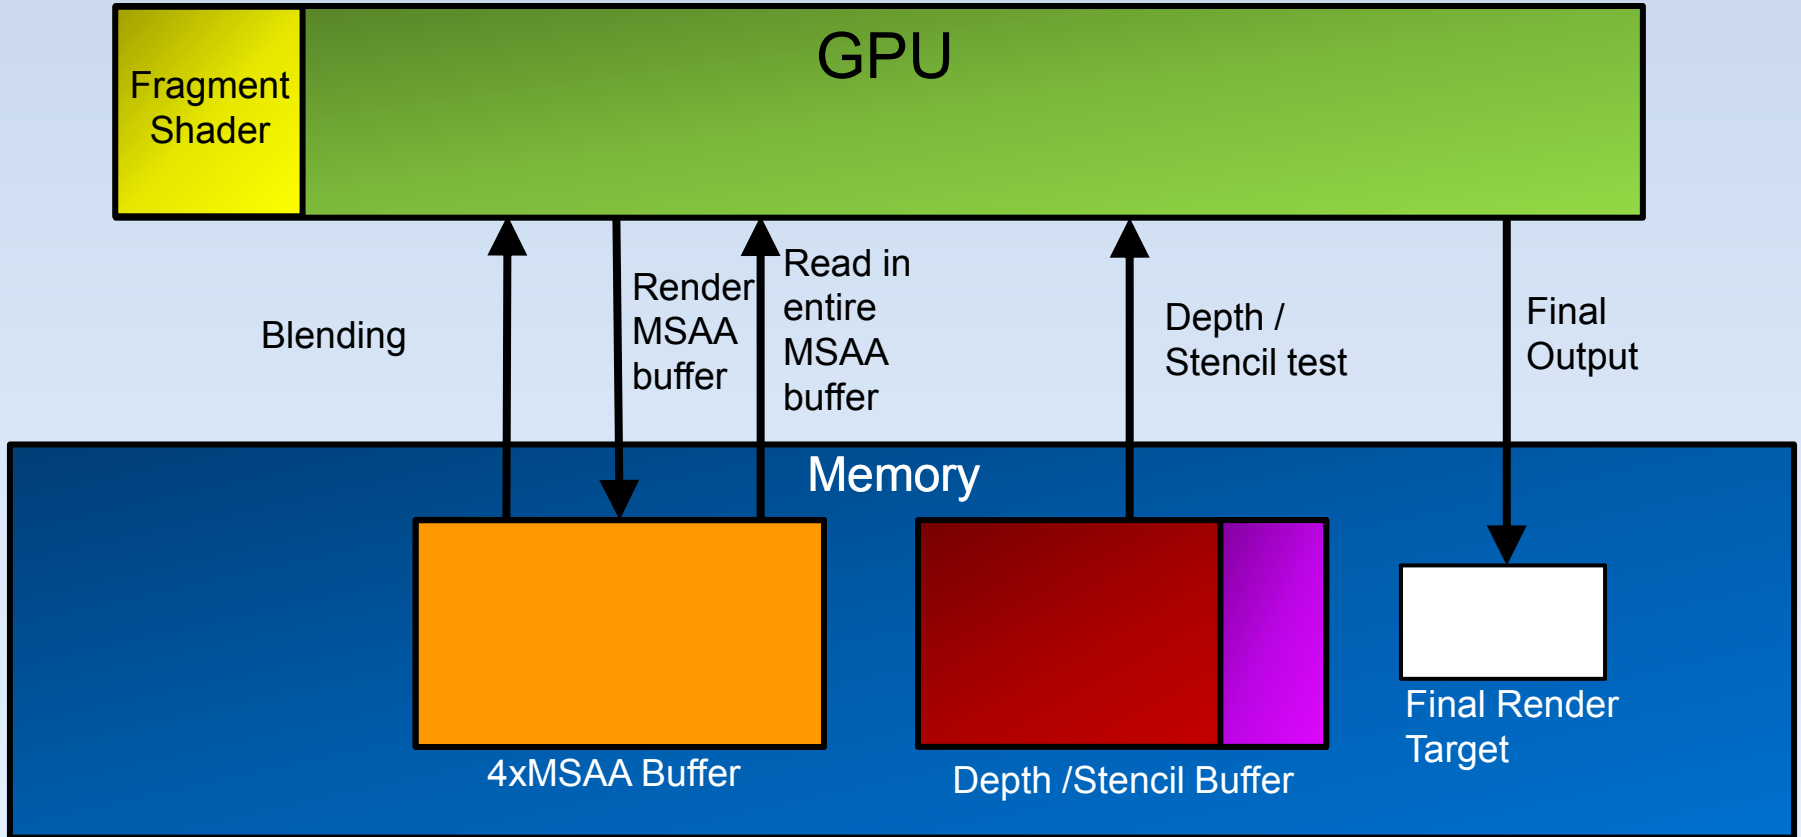 GPU
Fragment
Shader
Blending
Render
MSAA
buffer
Read in
entire
MSAA
buffer
Depth /
Stencil test
Final
Output
Memory
4xMSAA Buffer
Depth /Stencil Buffer
Final Render
Target